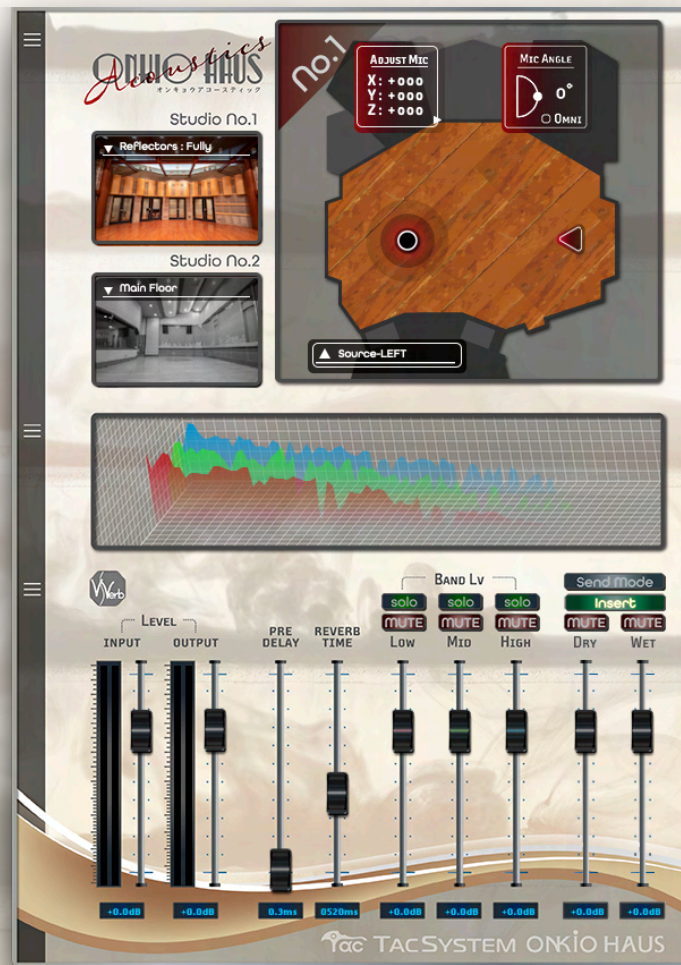 ONKIO HAUS
Acoustics
オンキョウアコースティック
Studio No.1
Reflectors : Fully
Studio No.2
Main Floor
No.1
ADJUST MIC
X: +000
Y: +000
Z: +000
MIC ANGLE
0°
OMNI
Source-LEFT
VSVerb
BAND LV
Send Mode
solo solo solo Insert
LEVEL
MUTE MUTE MUTE MUTE MUTE
INPUT OUTPUT PRE DELAY REVERB TIME LOW MID HIGH DRY WET
+0.0dB +0.0dB 0.3ms 0520ms +0.0dB +0.0dB +0.0dB +0.0dB +0.0dB
Tac TACSYSTEM ONKIO HAUS